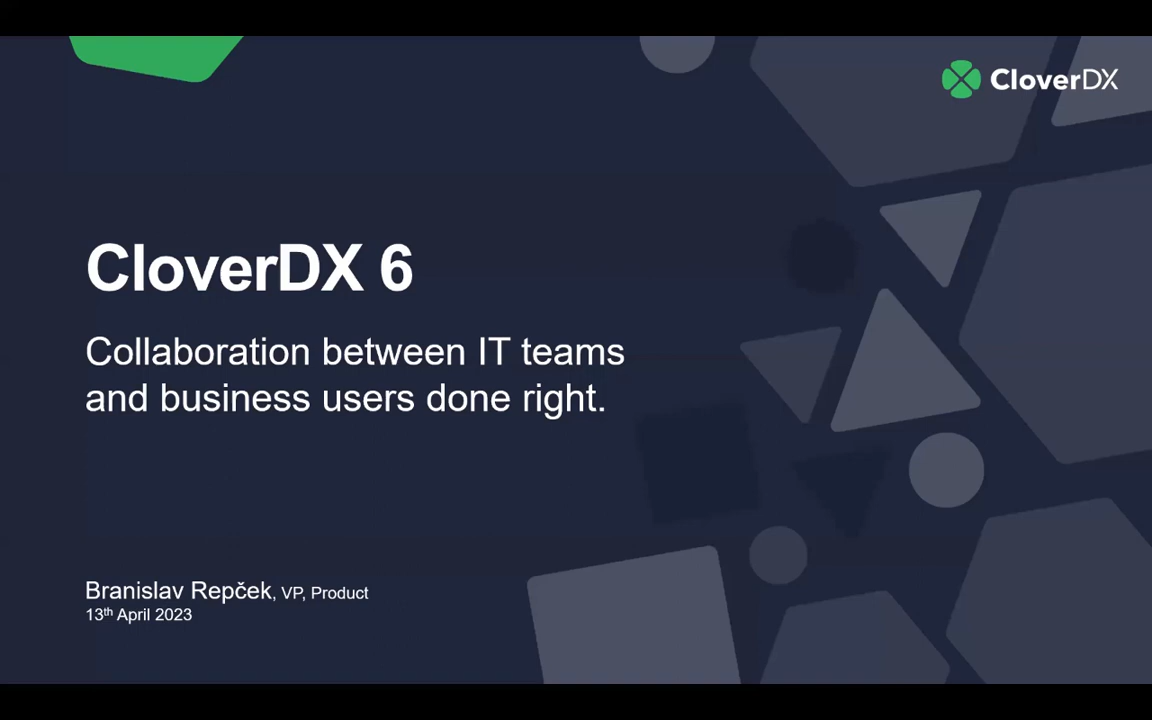 CloverDX
CloverDX 6
Collaboration between IT teams
and business users done right.
Branislav Repček, VP, Product
13th April 2023